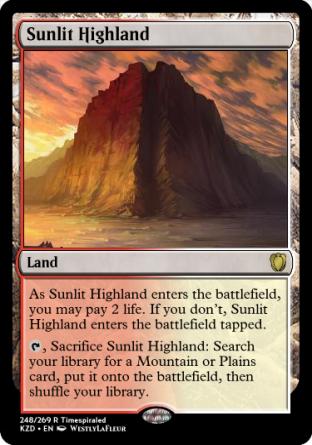 Sunlit Highland
Land
As Sunlit Highland enters the battlefield,
you may pay 2 life. If you don't, Sunlit
Highland enters the battlefield tapped.
, Sacrifice Sunlit Highland: Search
your library for a Mountain or Plains
card, put it onto the battlefield, then
shuffle your library.
248/269 R Timespiraled
KZD • EN WestlyLaFleur